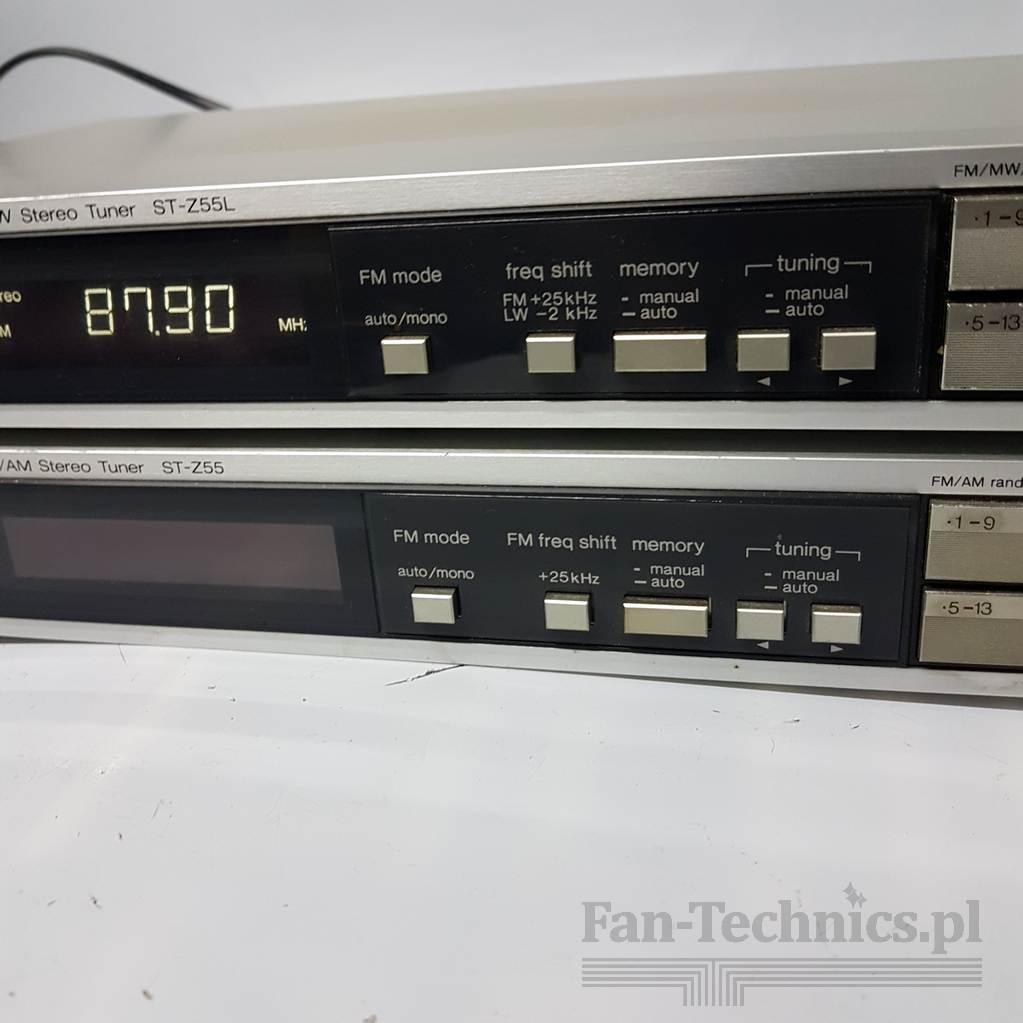 Stereo Tuner ST-Z55L
FM/MW
87.90
MHz
FM mode
auto/mono
freq shift
FM +25kHz
LW -2 kHz
memory
- manual
— auto
tuning
- manual
— auto
◄ ►
·1-9
·5-13
/AM Stereo Tuner ST-Z55
FM/AM rand
FM mode
auto/mono
FM freq shift
+25kHz
memory
- manual
— auto
tuning
- manual
— auto
◄ ►
·1-9
·5-13
Fan-Technics.pl